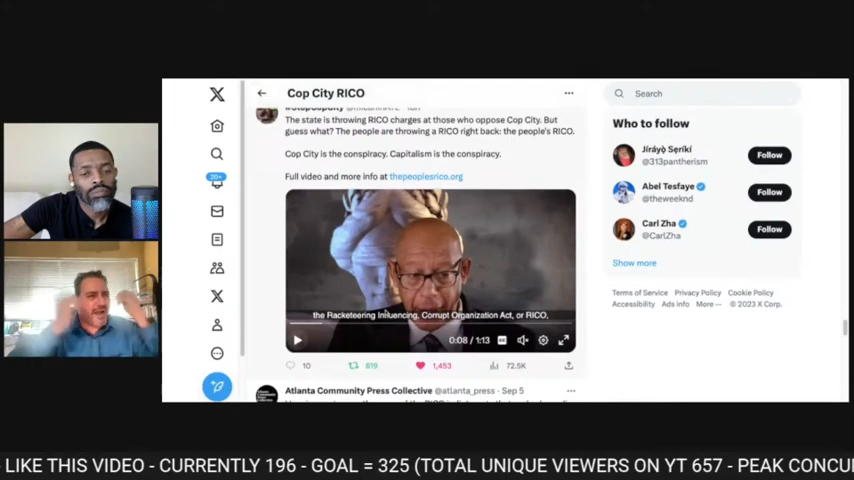 Cop City RICO
Search
The state is throwing RICO charges at those who oppose Cop City. But
guess what? The people are throwing a RICO right back: the people's RICO.
Cop City is the conspiracy. Capitalism is the conspiracy.
Full video and more info at thepeoplesrico.org
the Racketeering Influencing, Corrupt Organization Act, or RICO,
0:08 / 1:13
10
819
1,453
72.5K
Atlanta Community Press Collective @atlanta_press · Sep 5
20+
Who to follow
Jíráyò Ṣẹríkí
@313pantherism
Follow
Abel Tesfaye
@theweeknd
Follow
Carl Zha
@CarlZha
Follow
Show more
Terms of Service Privacy Policy Cookie Policy
Accessibility Ads info More ··· © 2023 X Corp.
LIKE THIS VIDEO - CURRENTLY 196 - GOAL = 325 (TOTAL UNIQUE VIEWERS ON YT 657 - PEAK CONCU